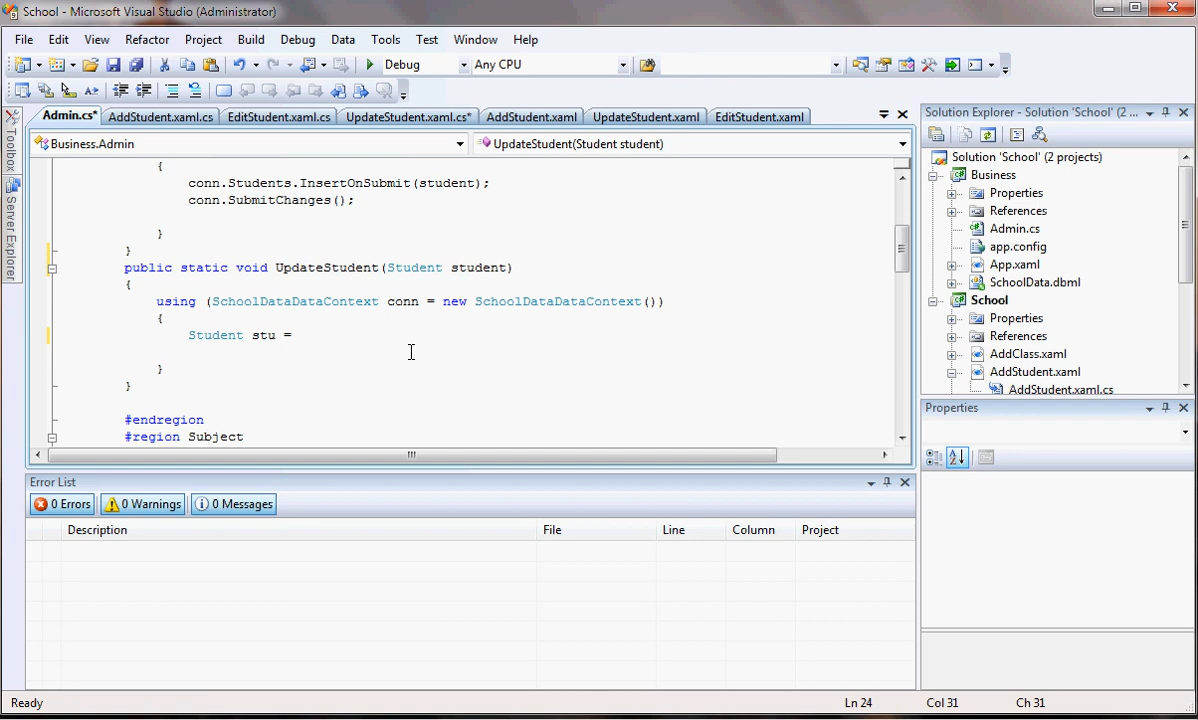 School - Microsoft Visual Studio (Administrator)
File Edit View Refactor Project Build Debug Data Tools Test Window Help
Debug Any CPU
Admin.cs* AddStudent.xaml.cs EditStudent.xaml.cs UpdateStudent.xaml.cs* AddStudent.xaml UpdateStudent.xaml EditStudent.xaml
Solution Explorer - Solution 'School' (2 ...
Toolbox
Server Explorer
Business.Admin UpdateStudent(Student student)
{
conn.Students.InsertOnSubmit(student);
conn.SubmitChanges();
}
}
public static void UpdateStudent(Student student)
{
using (SchoolDataDataContext conn = new SchoolDataDataContext())
{
Student stu =
}
}
#endregion
#region Subject
Solution 'School' (2 projects)
Business
Properties
References
Admin.cs
app.config
App.xaml
SchoolData.dbml
School
Properties
References
AddClass.xaml
AddStudent.xaml
AddStudent.xaml.cs
Properties
Error List
0 Errors 0 Warnings 0 Messages
Description File Line Column Project
Ready Ln 24 Col 31 Ch 31